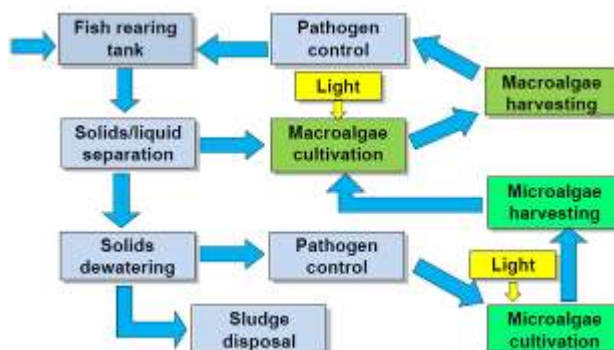 Fish rearing
tank
Pathogen
control
Light
Macroalgae
harvesting
Solids/liquid
separation
Macroalgae
cultivation
Microalgae
harvesting
Solids
dewatering
Pathogen
control
Light
Sludge
disposal
Microalgae
cultivation